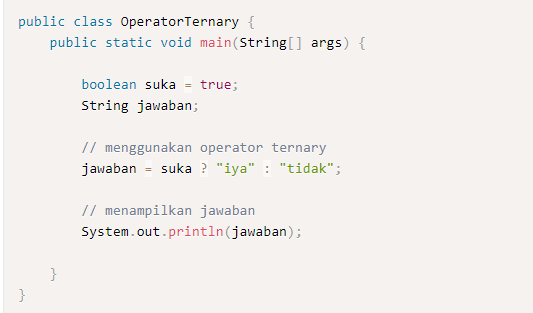 public class OperatorTernary {
    public static void main(String[] args) {

        boolean suka = true;
        String jawaban;

        // menggunakan operator ternary
        jawaban = suka ? "iya" : "tidak";

        // menampilkan jawaban
        System.out.println(jawaban);

    }
}